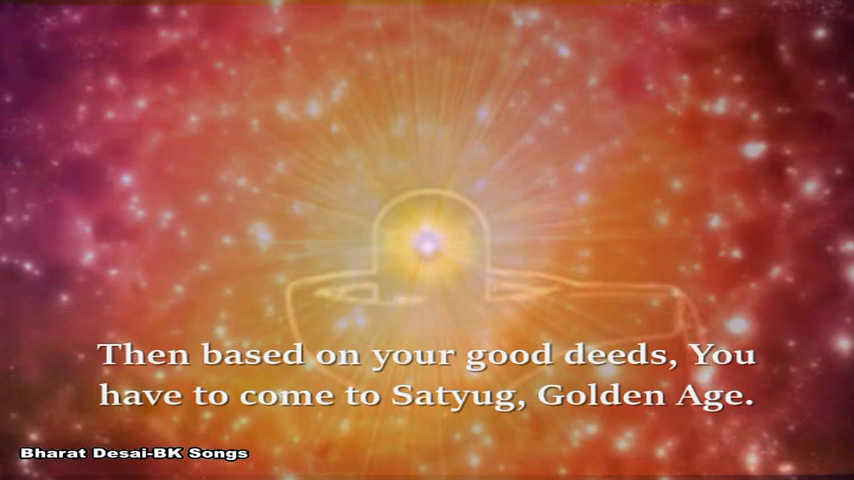 Then based on your good deeds, You
have to come to Satyug, Golden Age.
Bharat Desai-BK Songs